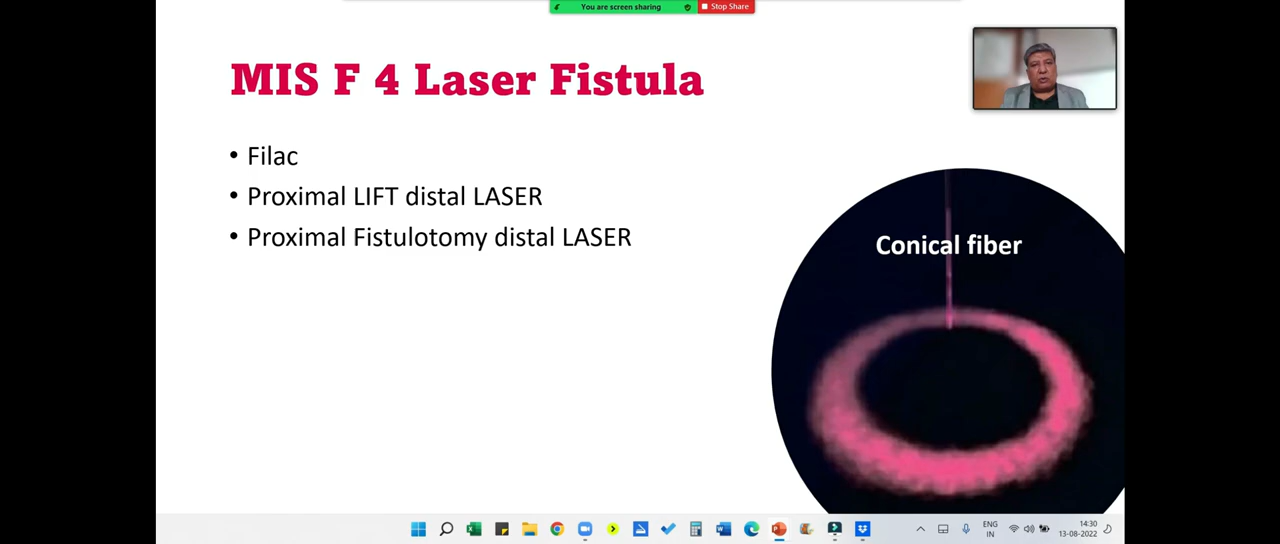 You are screen sharing
Stop Share
MIS F 4 Laser Fistula
• Filac
• Proximal LIFT distal LASER
• Proximal Fistulotomy distal LASER
Conical fiber
ENG
IN
14:30
13-08-2022